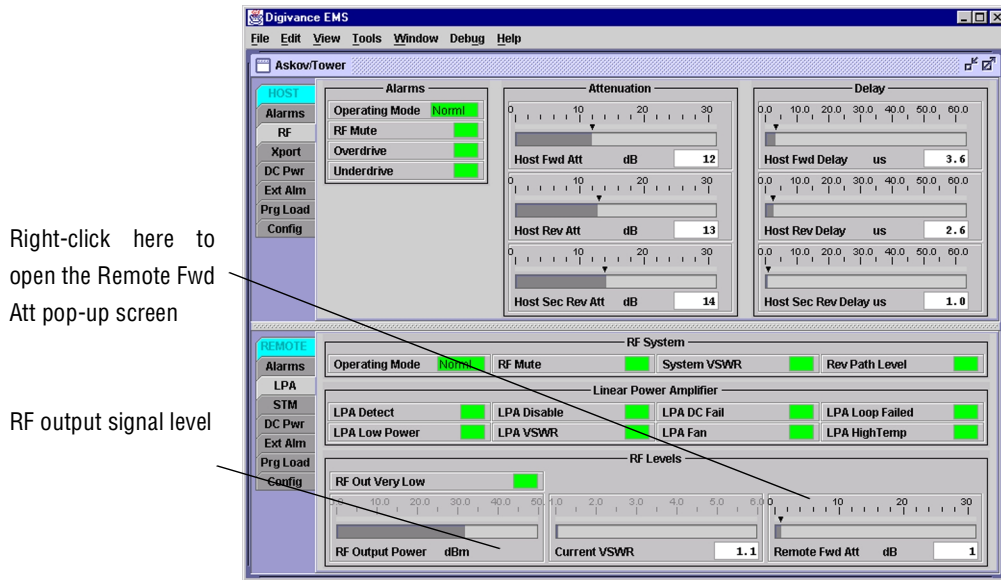 Digivance EMS
File Edit View Tools Window Debug Help
Askov/Tower
HOST
Alarms
RF
Xport
DC Pwr
Ext Alm
Prg Load
Config
Alarms
Operating Mode Norml
RF Mute
Overdrive
Underdrive
Attenuation
0 10 20 30
Host Fwd Att dB 12
0 10 20 30
Host Rev Att dB 13
0 10 20 30
Host Sec Rev Att dB 14
Delay
0.0 10.0 20.0 30.0 40.0 50.0 60.0
Host Fwd Delay us 3.6
0.0 10.0 20.0 30.0 40.0 50.0 60.0
Host Rev Delay us 2.6
0.0 10.0 20.0 30.0 40.0 50.0 60.0
Host Sec Rev Delay us 1.0
Right-click here to
open the Remote Fwd
Att pop-up screen
RF output signal level
REMOTE
Alarms
LPA
STM
DC Pwr
Ext Alm
Prg Load
Config
RF System
Operating Mode Norml RF Mute System VSWR Rev Path Level
Linear Power Amplifier
LPA Detect LPA Disable LPA DC Fail LPA Loop Failed
LPA Low Power LPA VSWR LPA Fan LPA HighTemp
RF Levels
RF Out Very Low
10.0 20.0 30.0 40.0
RF Output Power dBm
1.0 2.0 3.0 4.0 5.0 6.0
Current VSWR 1.1
0 10 20 30
Remote Fwd Att dB 1